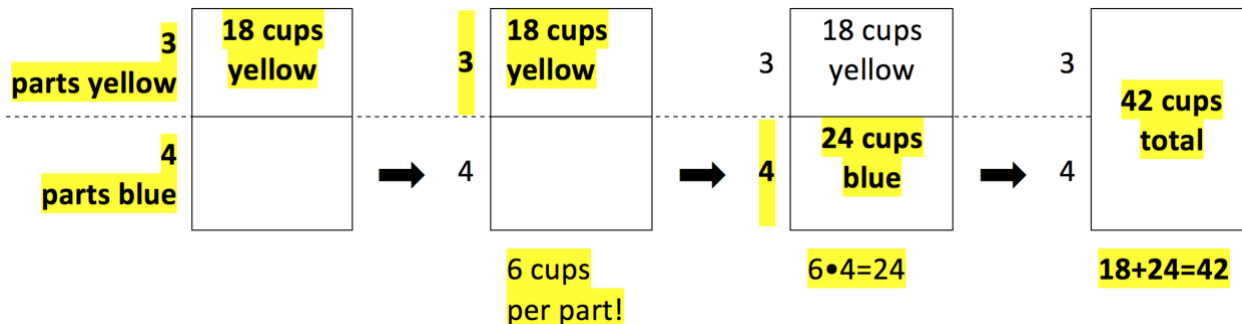 3
parts yellow
4
parts blue
18 cups
yellow
3
4
18 cups
yellow
6 cups
per part!
3
4
18 cups
yellow
24 cups
blue
6•4=24
3
4
42 cups
total
18+24=42